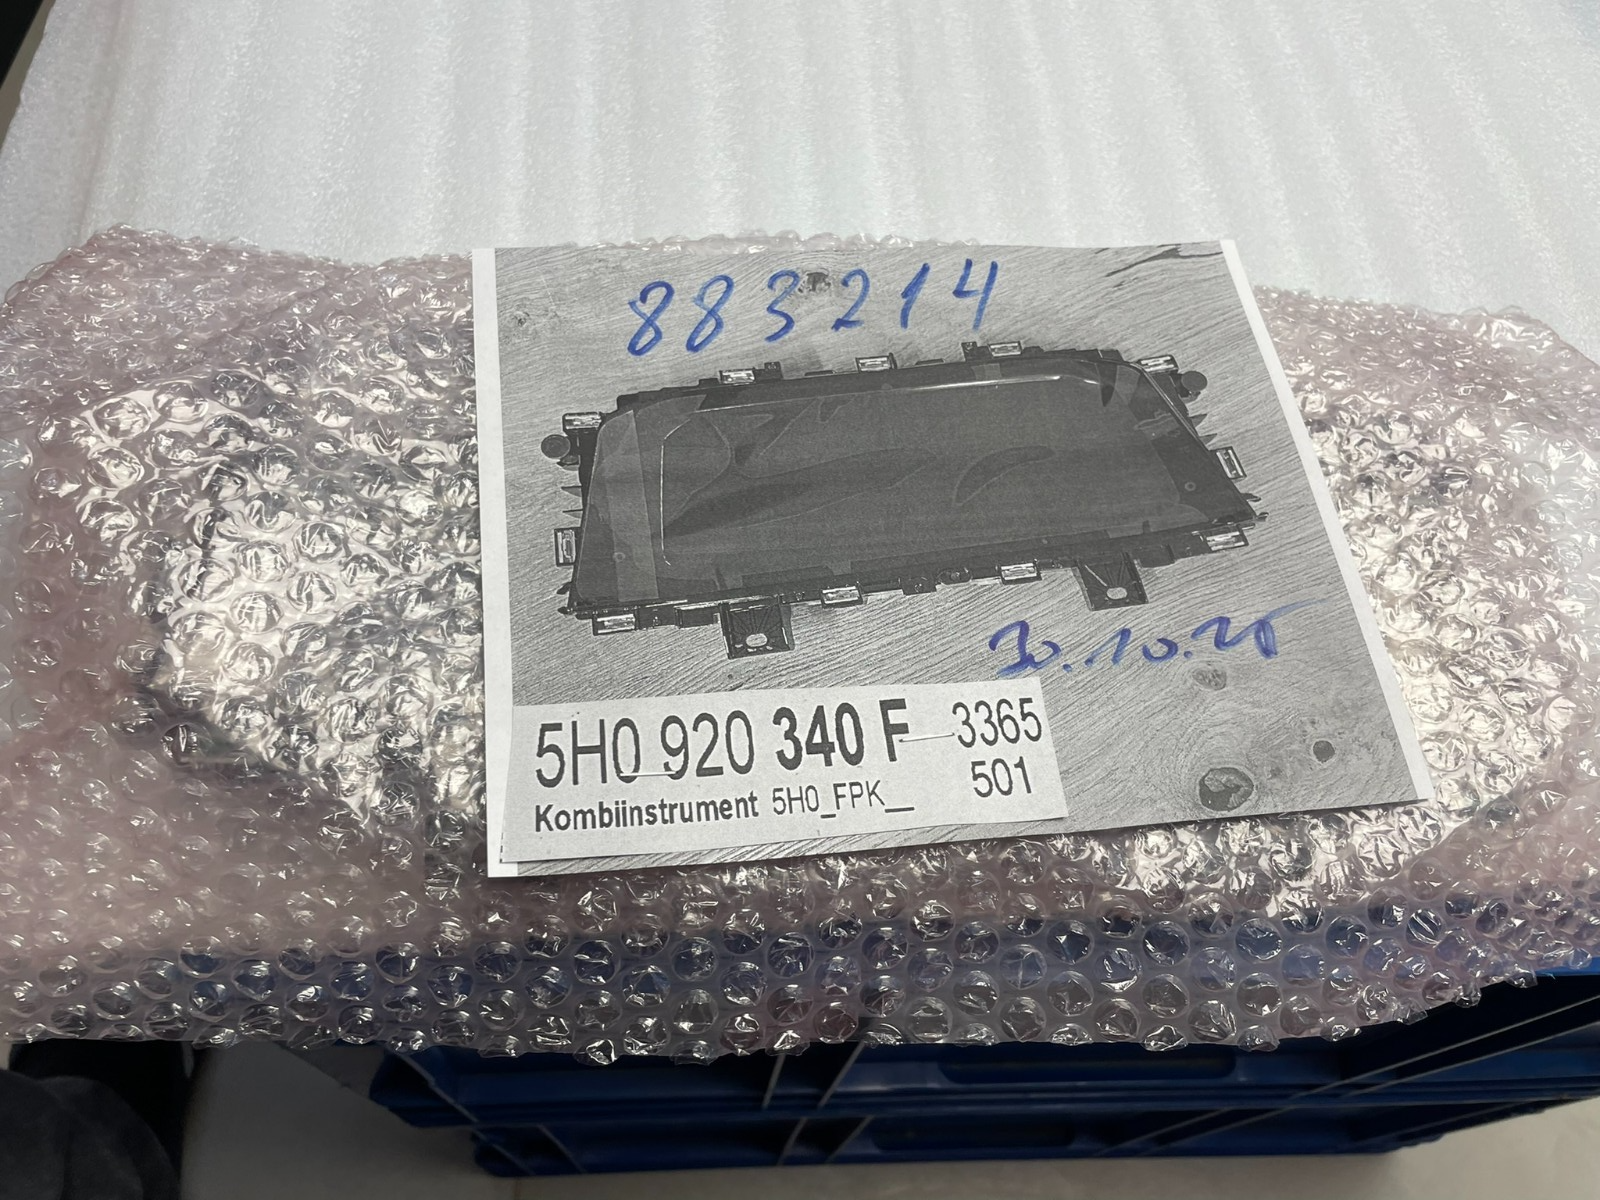 883214
30.10.25
5H0 920 340 F 3365
Kombiinstrument 5H0_FPK__ 501